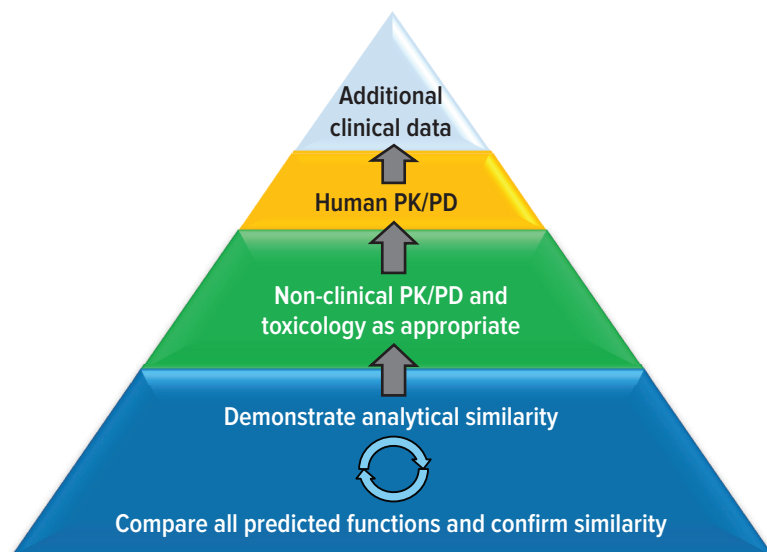 Additional
clinical data
Human PK/PD
Non-clinical PK/PD and
toxicology as appropriate
Demonstrate analytical similarity
Compare all predicted functions and confirm similarity